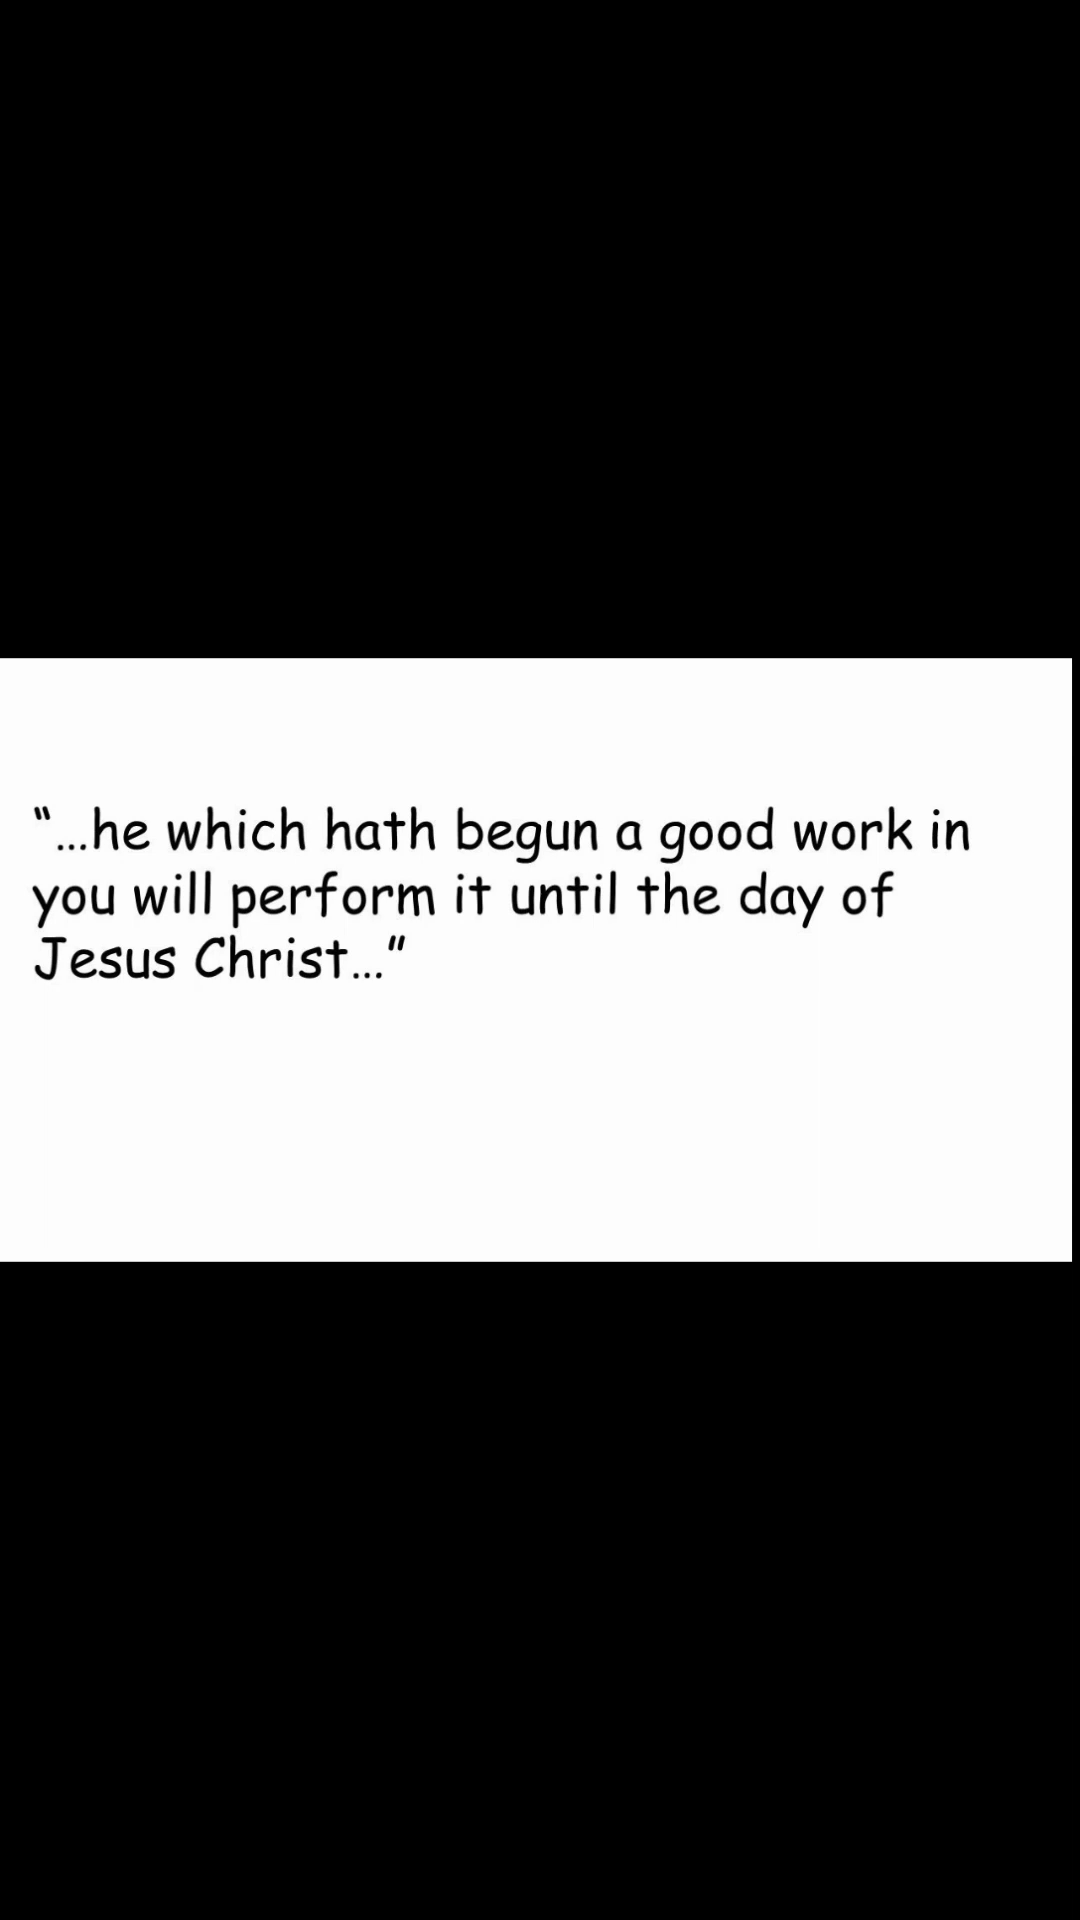 “...he which hath begun a good work in
you will perform it until the day of
Jesus Christ...”